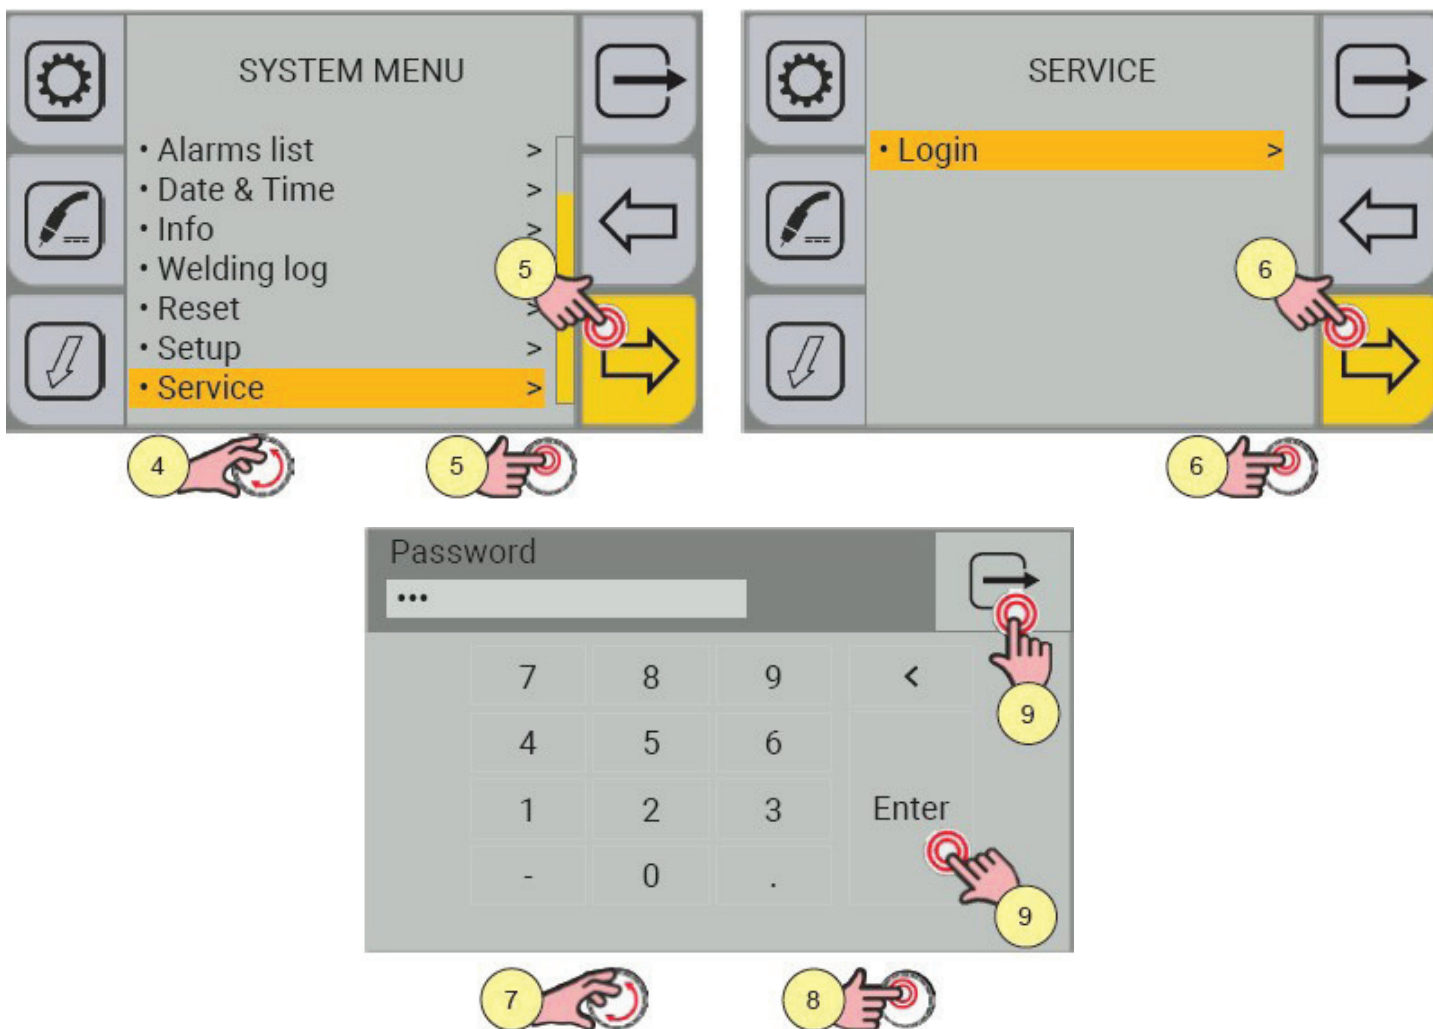 SYSTEM MENU
• Alarms list >
• Date & Time >
• Info >
• Welding log
• Reset >
• Setup >
• Service >
5
4
5
SERVICE
• Login >
6
6
Password
•••
7 8 9 <
9
4 5 6
1 2 3 Enter
- 0 .
9
7
8